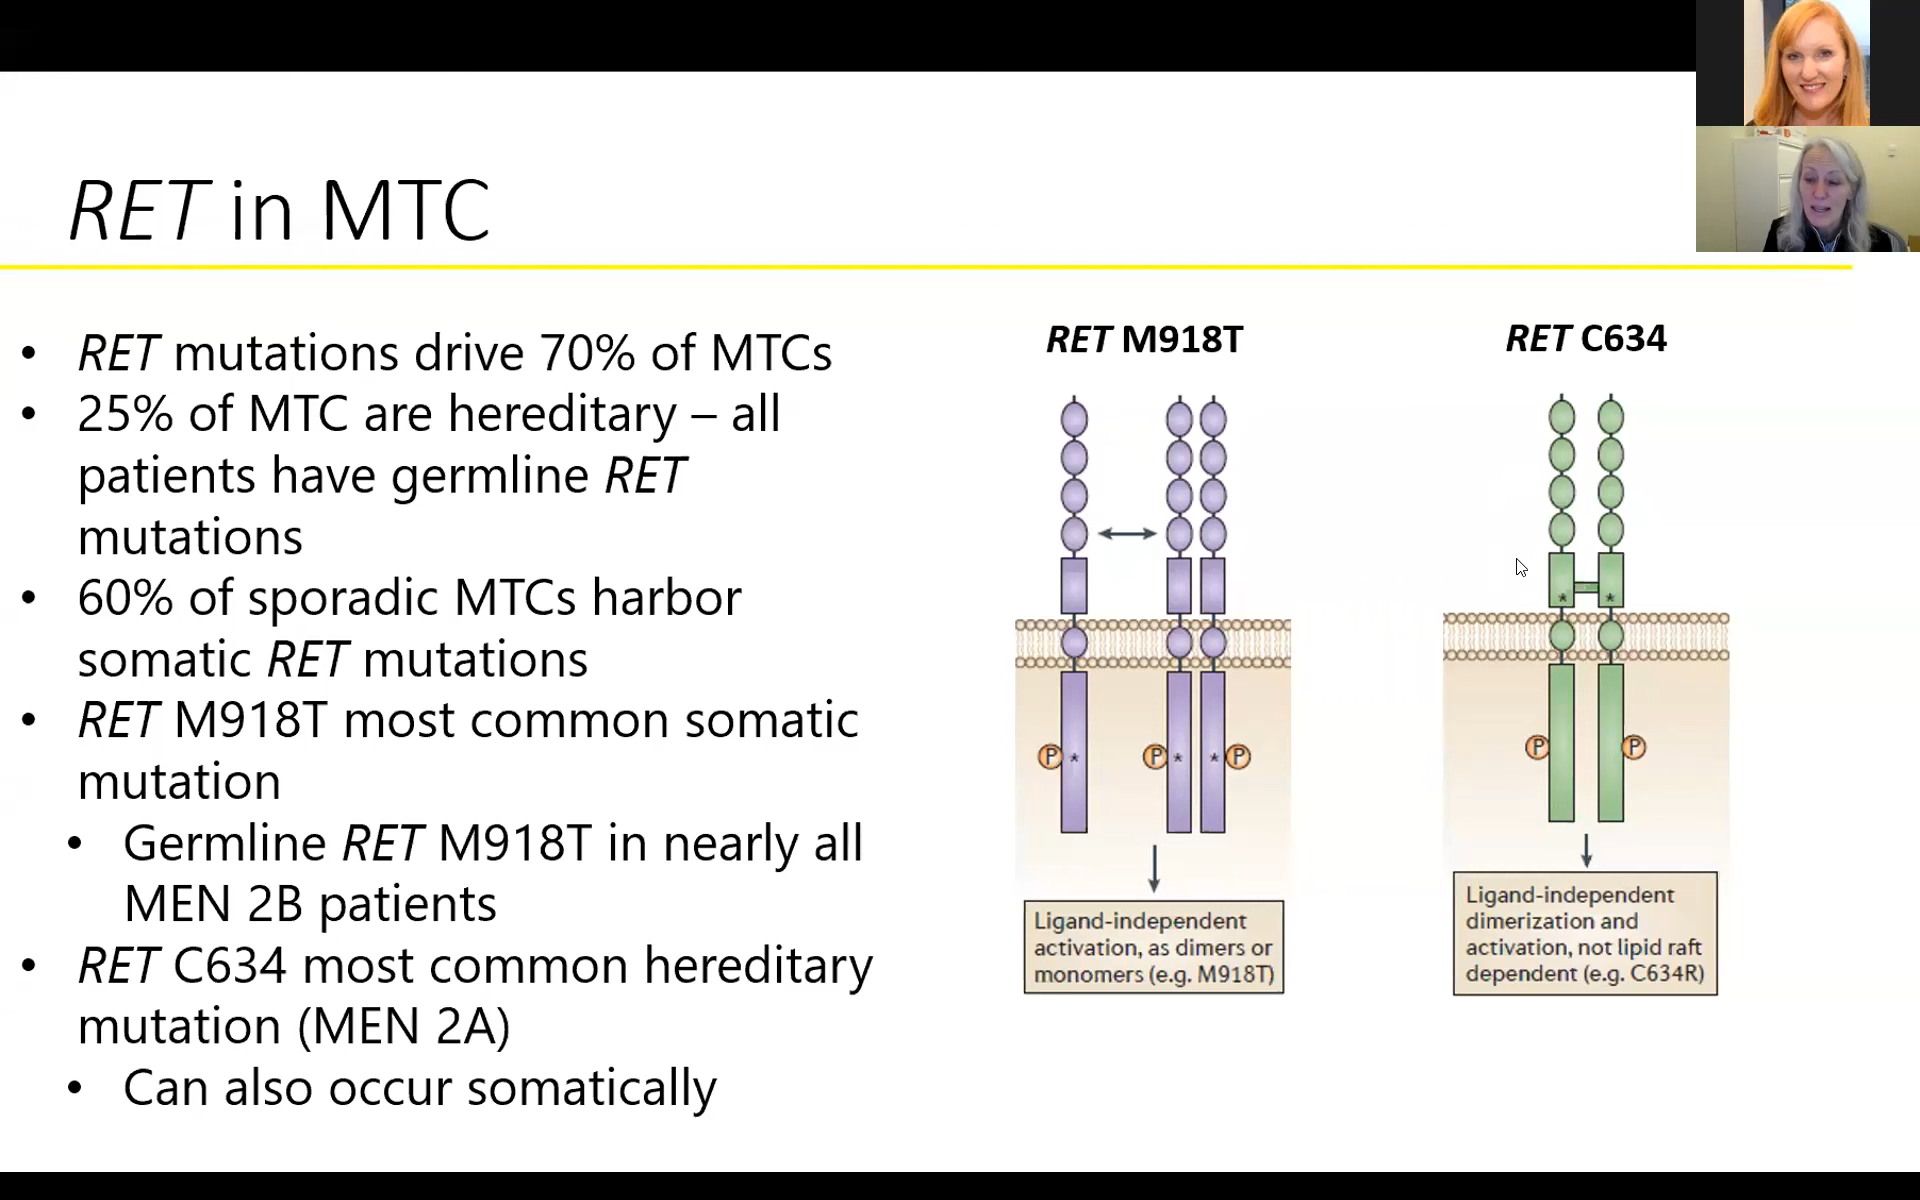 RET in MTC
• RET mutations drive 70% of MTCs
• 25% of MTC are hereditary – all
patients have germline RET
mutations
• 60% of sporadic MTCs harbor
somatic RET mutations
• RET M918T most common somatic
mutation
• Germline RET M918T in nearly all
MEN 2B patients
• RET C634 most common hereditary
mutation (MEN 2A)
• Can also occur somatically
RET M918T
P * P * * P
Ligand-independent
activation, as dimers or
monomers (e.g. M918T)
RET C634
* *
P P
Ligand-independent
dimerization and
activation, not lipid raft
dependent (e.g. C634R)